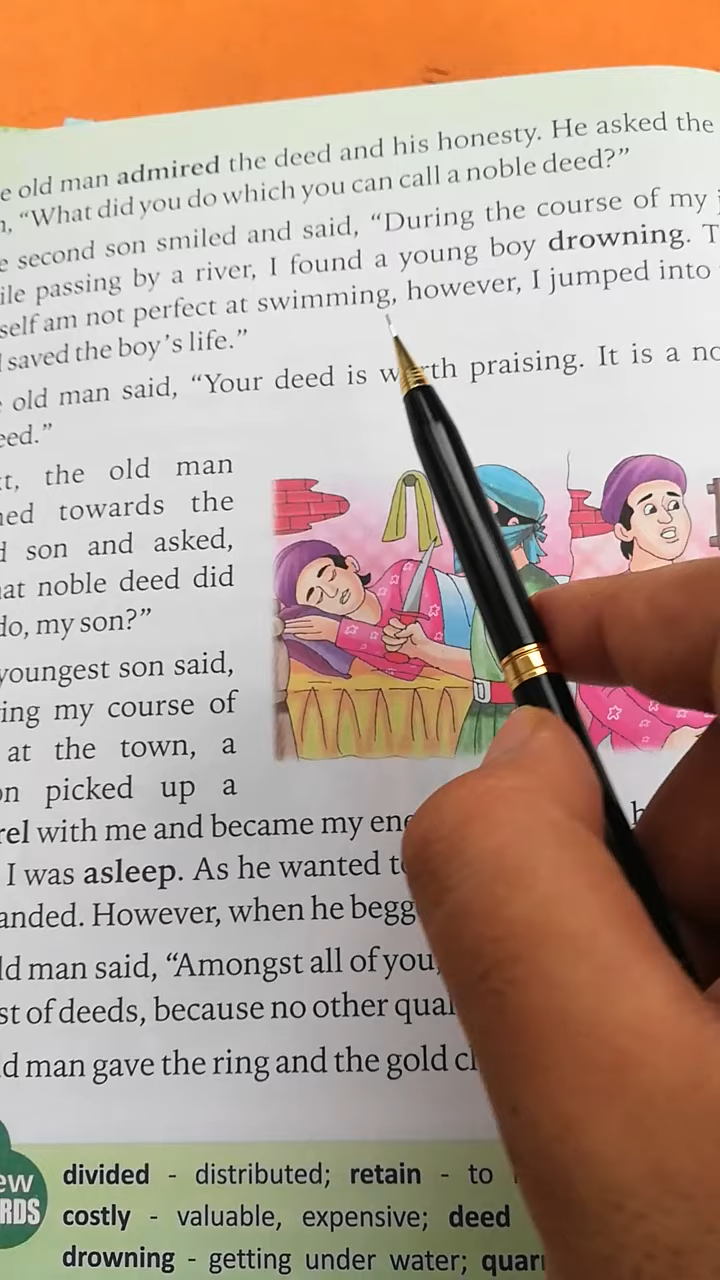 e old man admired the deed and his honesty. He asked the
, "What did you do which you can call a noble deed?"
e second son smiled and said, "During the course of my
ile passing by a river, I found a young boy drowning. T
self am not perfect at swimming, however, I jumped into
saved the boy's life."
old man said, "Your deed is worth praising. It is a no
eed."
t, the old man
ned towards the
d son and asked,
at noble deed did
do, my son?"
youngest son said,
ing my course of
at the town, a
on picked up a
rel with me and became my ene
I was asleep. As he wanted t
anded. However, when he begg
ld man said, "Amongst all of you,
st of deeds, because no other qual
d man gave the ring and the gold c
ew
RDS
divided - distributed; retain - to
costly - valuable, expensive; deed
drowning - getting under water; quar